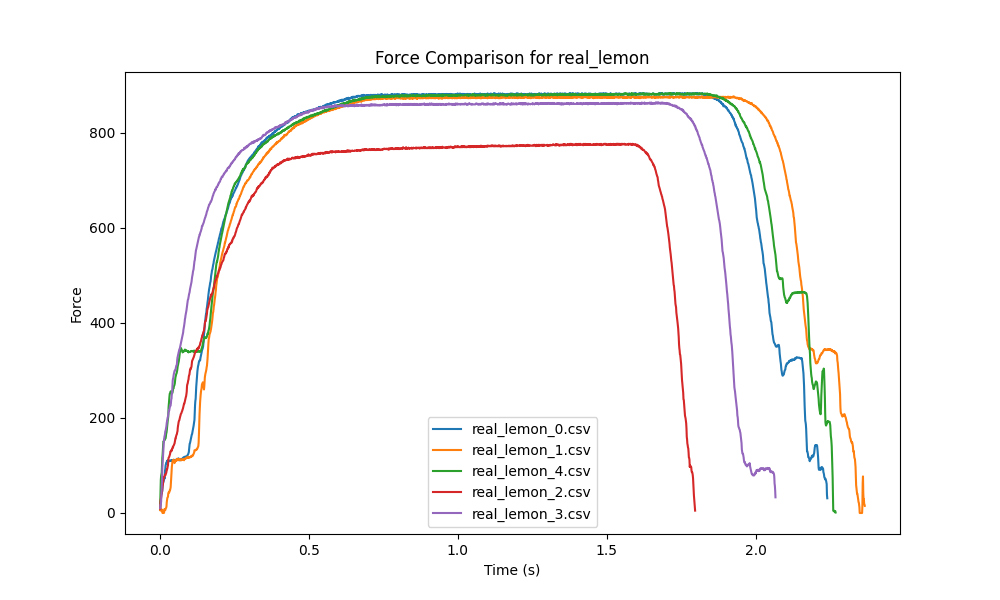 Force Comparison for real_lemon
Force
800
600
400
200
0
real_lemon_0.csv
real_lemon_1.csv
real_lemon_4.csv
real_lemon_2.csv
real_lemon_3.csv
0.0 0.5 1.0 1.5 2.0
Time (s)